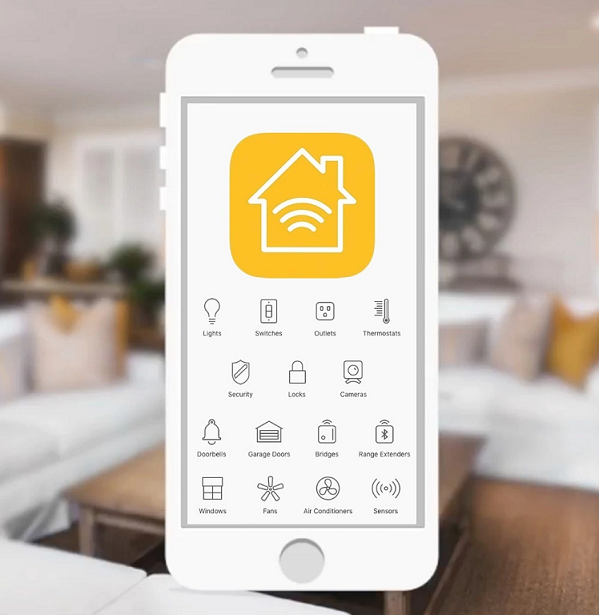 Lights Switches Outlets Thermostats
Security Locks Cameras
Doorbells Garage Doors Bridges Range Extenders
Windows Fans Air Conditioners Sensors